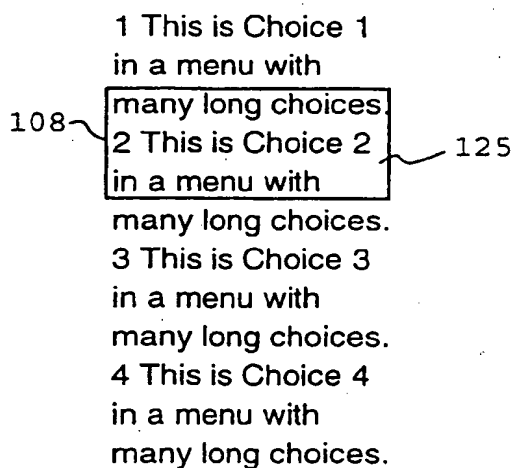 1 This is Choice 1
in a menu with
many long choices.
108
2 This is Choice 2
125
in a menu with
many long choices.
3 This is Choice 3
in a menu with
many long choices.
4 This is Choice 4
in a menu with
many long choices.